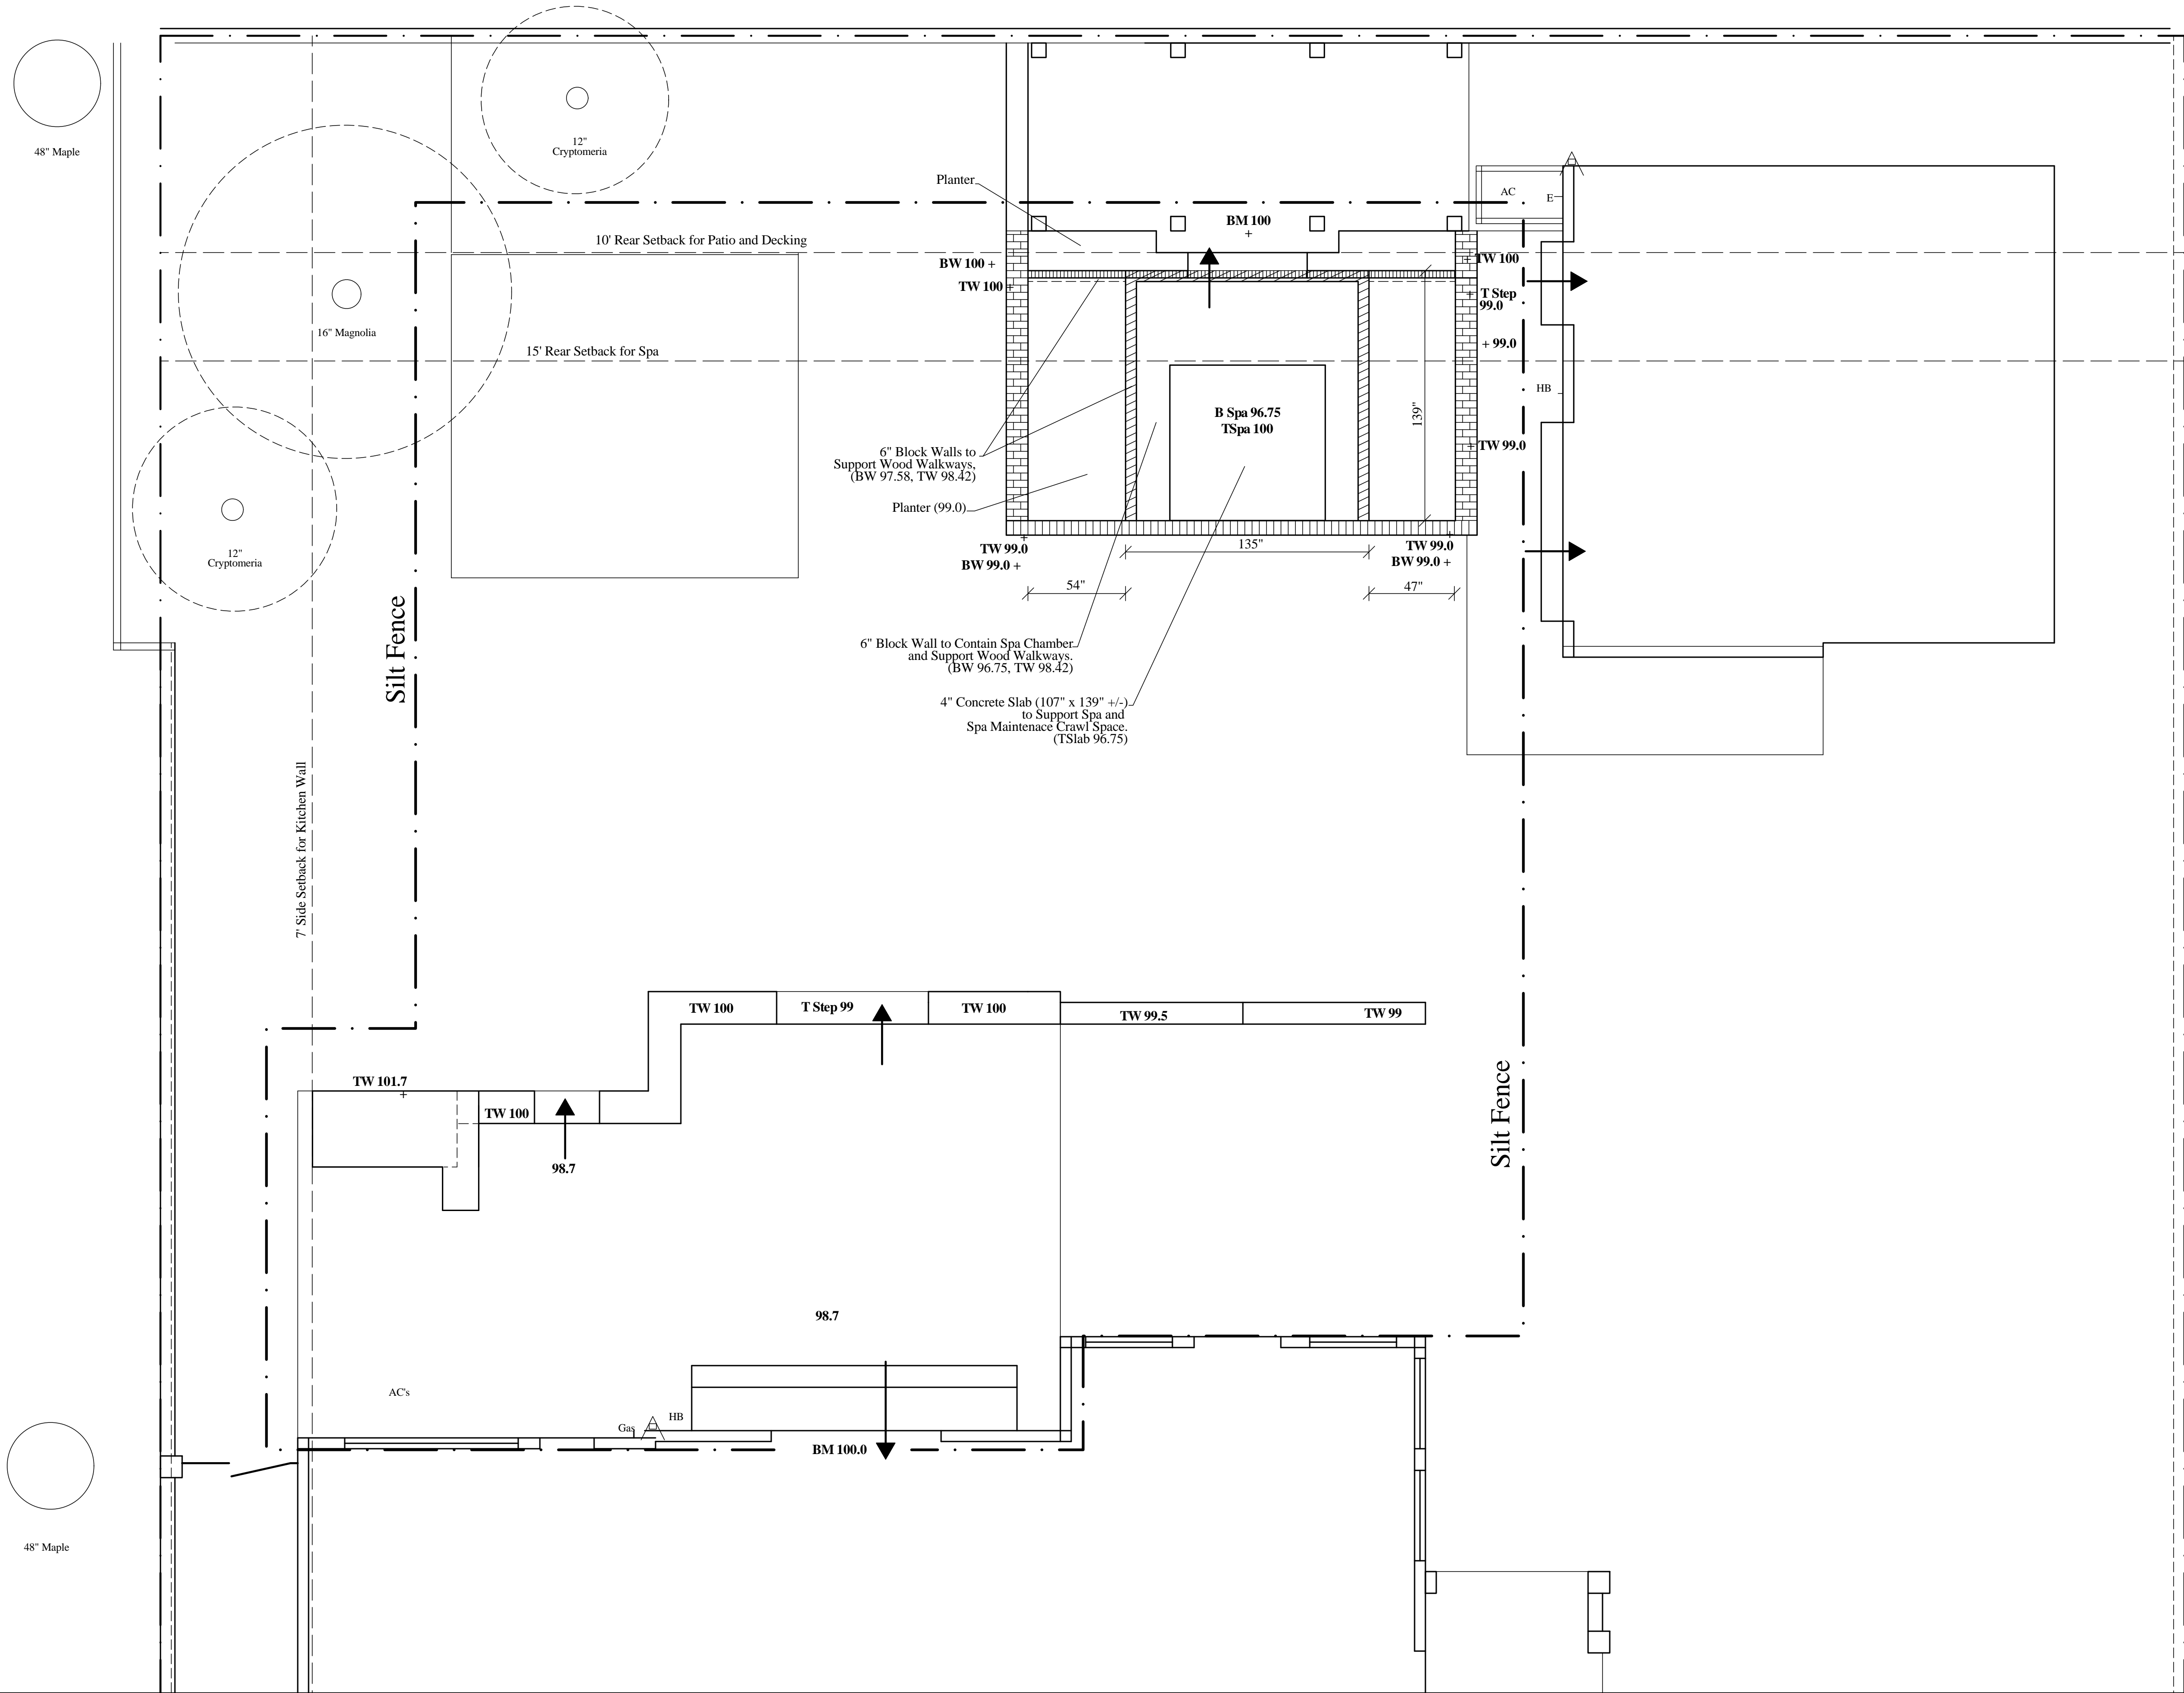 48" Maple
12"
Cryptomeria
16" Magnolia
12"
Cryptomeria
10' Rear Setback for Patio and Decking
15' Rear Setback for Spa
Planter
BM 100
+
BW 100 +
TW 100 +
AC
E
+ TW 100
+ T Step
99.0
+ 99.0
HB
+ TW 99.0
B Spa 96.75
TSpa 100
139"
6" Block Walls to
Support Wood Walkways,
(BW 97.58, TW 98.42)
Planter (99.0)
+
TW 99.0
BW 99.0 +
135"
+
TW 99.0
BW 99.0 +
54"
47"
6" Block Wall to Contain Spa Chamber
and Support Wood Walkways.
(BW 96.75, TW 98.42)
4" Concrete Slab (107" x 139" +/-)
to Support Spa and
Spa Maintenace Crawl Space.
(TSlab 96.75)
Silt Fence
7' Side Setback for Kitchen Wall
TW 100
T Step 99
TW 100
TW 99.5
TW 99
TW 101.7
+
TW 100
98.7
Silt Fence
98.7
AC's
Gas
HB
BM 100.0
48" Maple